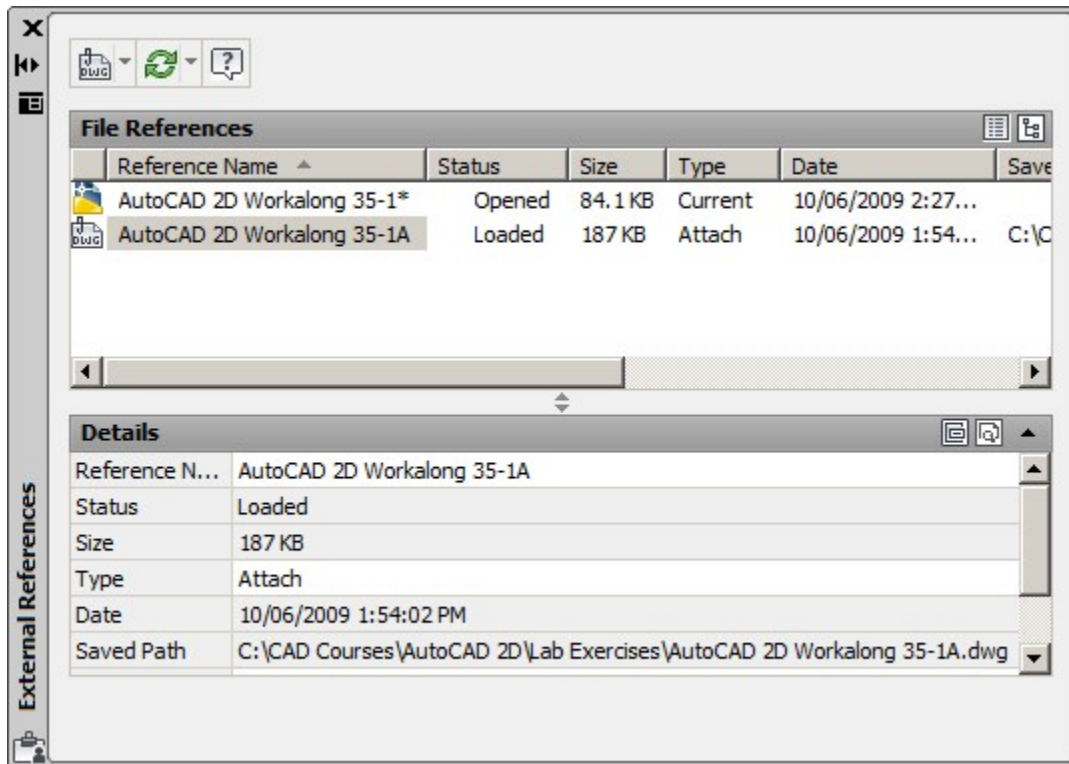 DWG
File References
Reference Name Status Size Type Date Save
AutoCAD 2D Workalong 35-1* Opened 84.1 KB Current 10/06/2009 2:27...
DWG AutoCAD 2D Workalong 35-1A Loaded 187 KB Attach 10/06/2009 1:54... C:\C
Details
Reference N... AutoCAD 2D Workalong 35-1A
Status Loaded
Size 187 KB
Type Attach
Date 10/06/2009 1:54:02 PM
Saved Path C:\CAD Courses\AutoCAD 2D\Lab Exercises\AutoCAD 2D Workalong 35-1A.dwg
External References